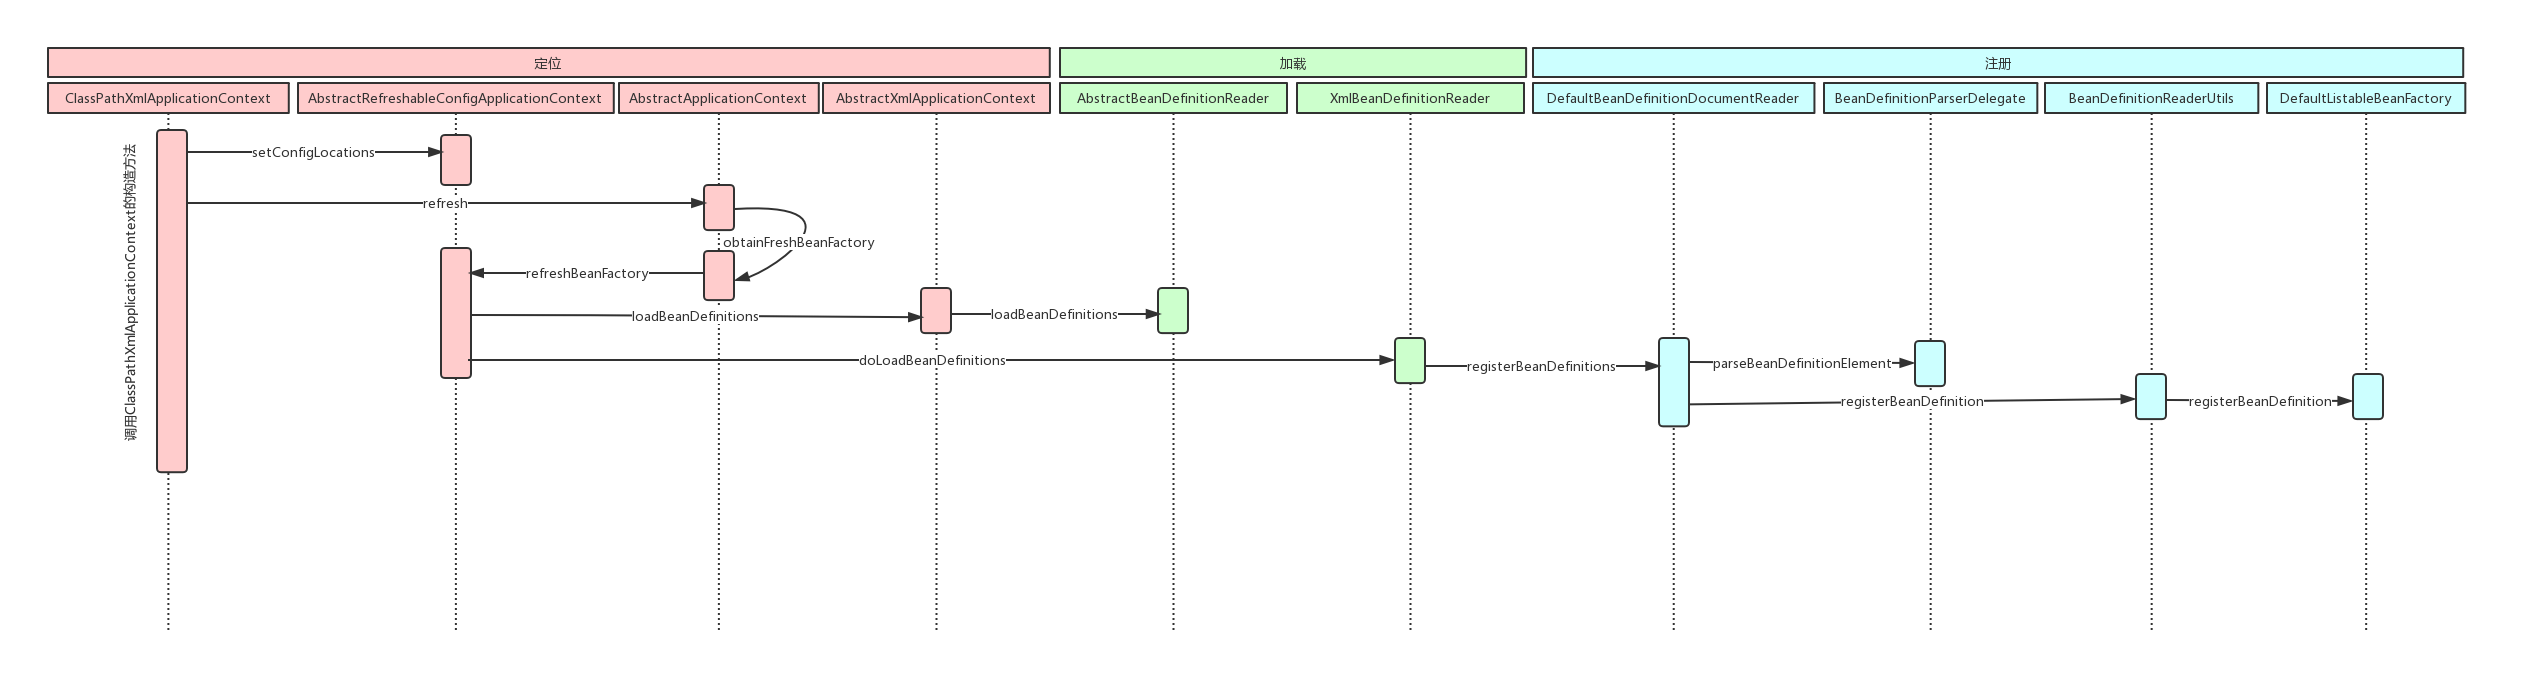 定位
加载
注册
ClassPathXmlApplicationContext
AbstractRefreshableConfigApplicationContext
AbstractApplicationContext
AbstractXmlApplicationContext
AbstractBeanDefinitionReader
XmlBeanDefinitionReader
DefaultBeanDefinitionDocumentReader
BeanDefinitionParserDelegate
BeanDefinitionReaderUtils
DefaultListableBeanFactory
调用ClassPathXmlApplicationContext的构造方法
setConfigLocations
refresh
obtainFreshBeanFactory
refreshBeanFactory
loadBeanDefinitions
loadBeanDefinitions
doLoadBeanDefinitions
registerBeanDefinitions
parseBeanDefinitionElement
registerBeanDefinition
registerBeanDefinition